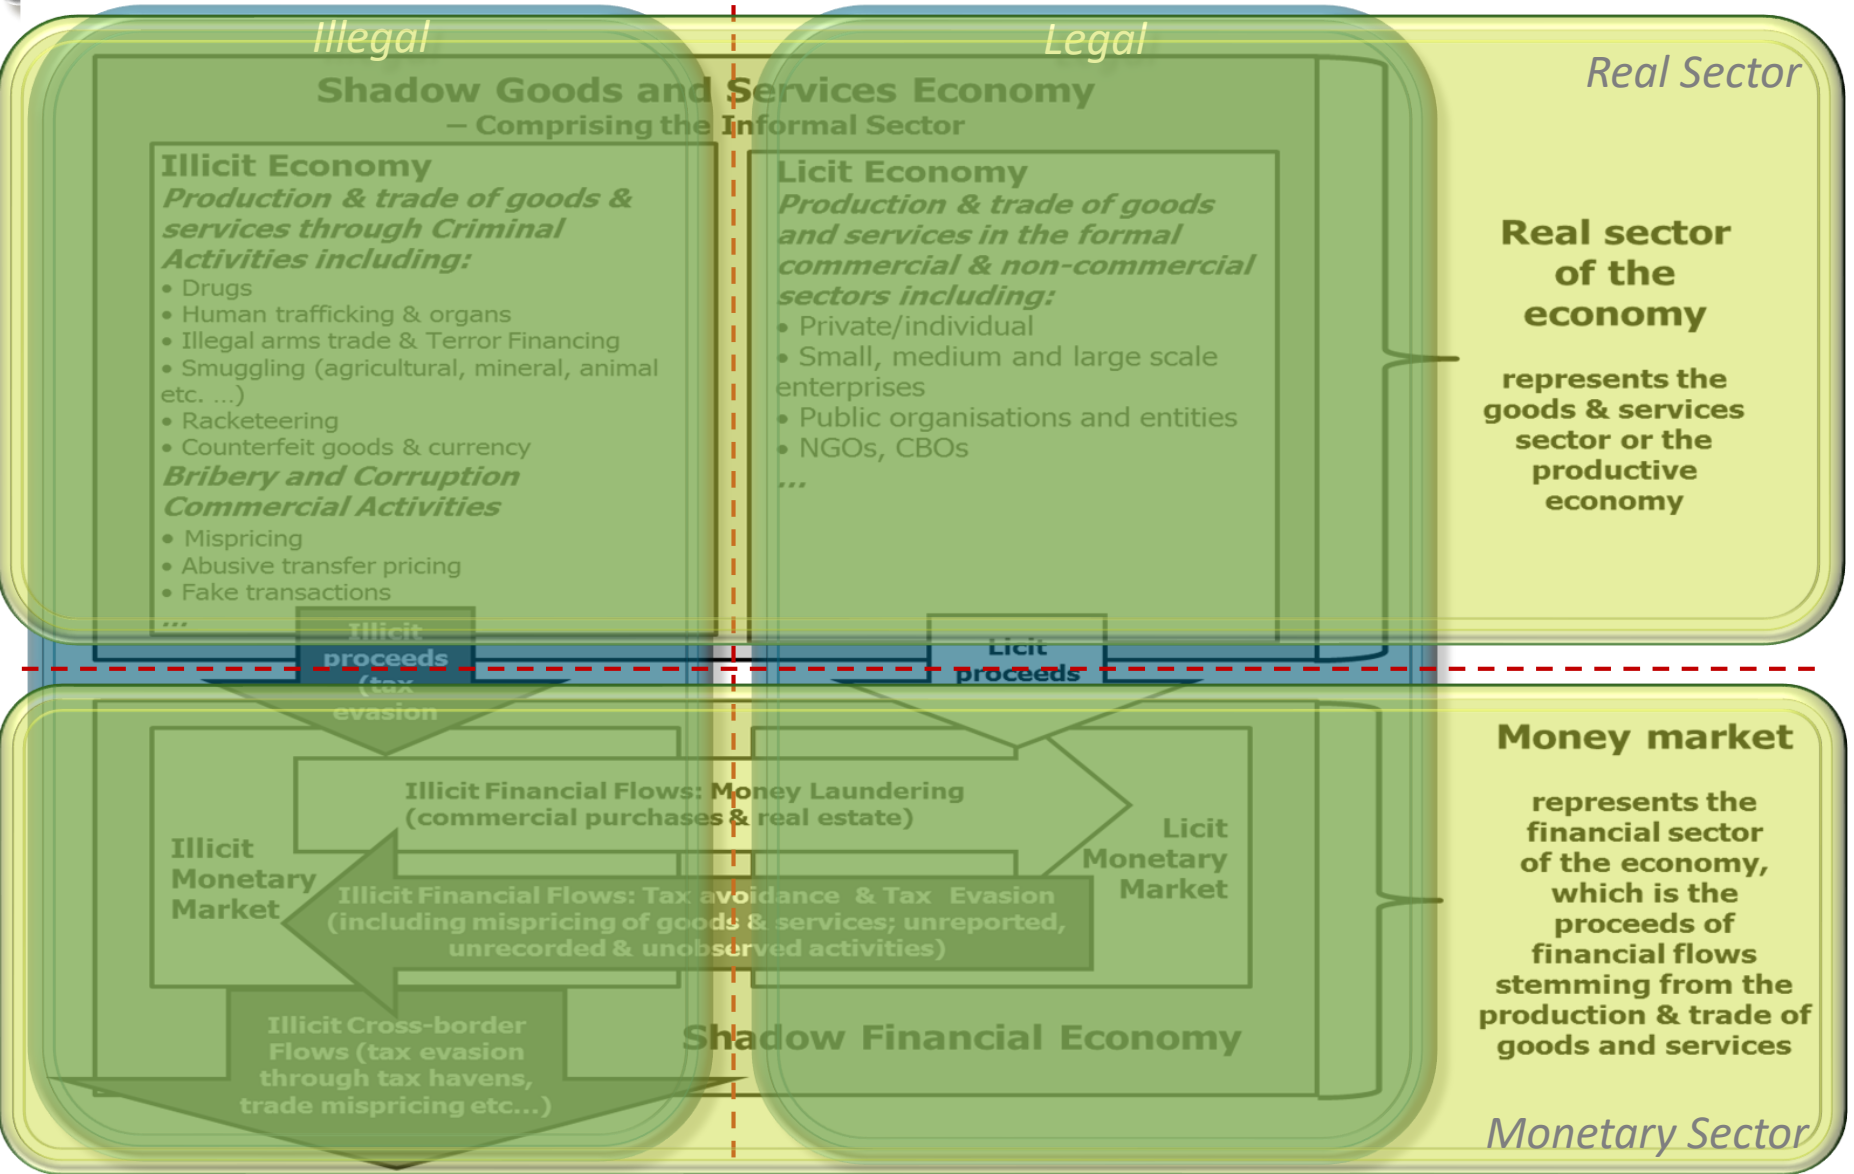 Illegal
Legal
Real Sector
Shadow Goods and Services Economy
– Comprising the Informal Sector
Illicit Economy
Production & trade of goods &
services through Criminal
Activities including:
• Drugs
• Human trafficking & organs
• Illegal arms trade & Terror Financing
• Smuggling (agricultural, mineral, animal
etc. ...)
• Racketeering
• Counterfeit goods & currency
Bribery and Corruption
Commercial Activities
• Mispricing
• Abusive transfer pricing
• Fake transactions
...
Licit Economy
Production & trade of goods
and services in the formal
commercial & non-commercial
sectors including:
• Private/individual
• Small, medium and large scale
enterprises
• Public organisations and entities
• NGOs, CBOs
...
Real sector
of the
economy
represents the
goods & services
sector or the
productive
economy
Illicit
proceeds
(tax
evasion
Licit
proceeds
Illicit Financial Flows: Money Laundering
(commercial purchases & real estate)
Illicit
Monetary
Market
Licit
Monetary
Market
Illicit Financial Flows: Tax avoidance & Tax Evasion
(including mispricing of goods & services; unreported,
unrecorded & unobserved activities)
Illicit Cross-border
Flows (tax evasion
through tax havens,
trade mispricing etc...)
Shadow Financial Economy
Money market
represents the
financial sector
of the economy,
which is the
proceeds of
financial flows
stemming from the
production & trade of
goods and services
Monetary Sector